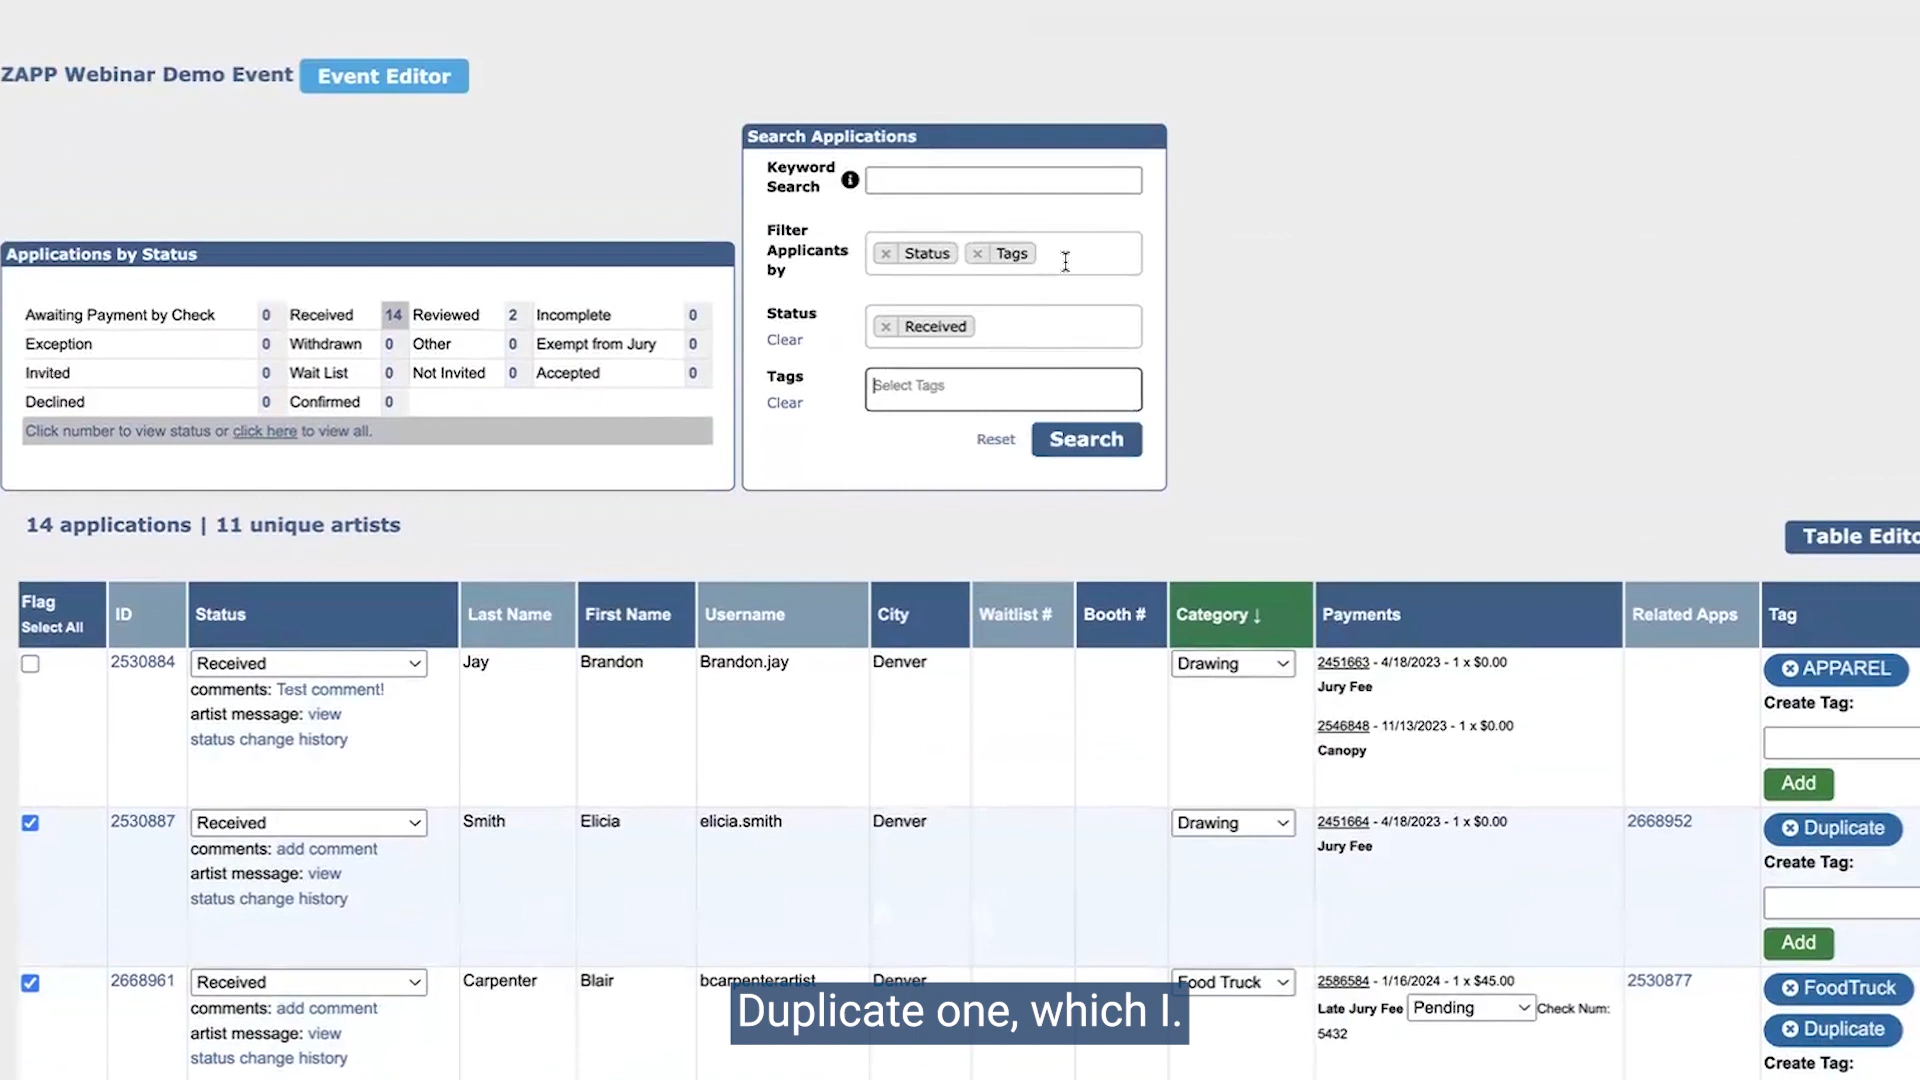 ZAPP Webinar Demo Event Event Editor
Search Applications
Keyword
Search
Filter
Applicants
by
× Status × Tags
Status
Clear
× Received
Tags
Clear
Select Tags
Reset Search
Applications by Status
Awaiting Payment by Check 0 Received 14 Reviewed 2 Incomplete 0
Exception 0 Withdrawn 0 Other 0 Exempt from Jury 0
Invited 0 Wait List 0 Not Invited 0 Accepted 0
Declined 0 Confirmed 0
Click number to view status or click here to view all.
14 applications | 11 unique artists
Table Edito
Flag
Select All
ID Status Last Name First Name Username City Waitlist # Booth # Category ↓ Payments Related Apps Tag
2530884 Received Jay Brandon Brandon.jay Denver Drawing 2451663 - 4/18/2023 - 1 x $0.00 APPAREL
comments: Test comment! Jury Fee
Create Tag:
artist message: view
2546848 - 11/13/2023 - 1 x $0.00
status change history
Canopy
Add
2530887 Received Smith Elicia elicia.smith Denver Drawing 2451664 - 4/18/2023 - 1 x $0.00 2668952 Duplicate
comments: add comment Jury Fee
Create Tag:
artist message: view
status change history
Add
2668961 Received Carpenter Blair bcarpenterartist Denver Food Truck 2586584 - 1/16/2024 - 1 x $45.00 2530877 FoodTruck
comments: add comment Late Jury Fee Pending Check Num:
5432
Duplicate
artist message: view
status change history
Create Tag:
Duplicate one, which I.